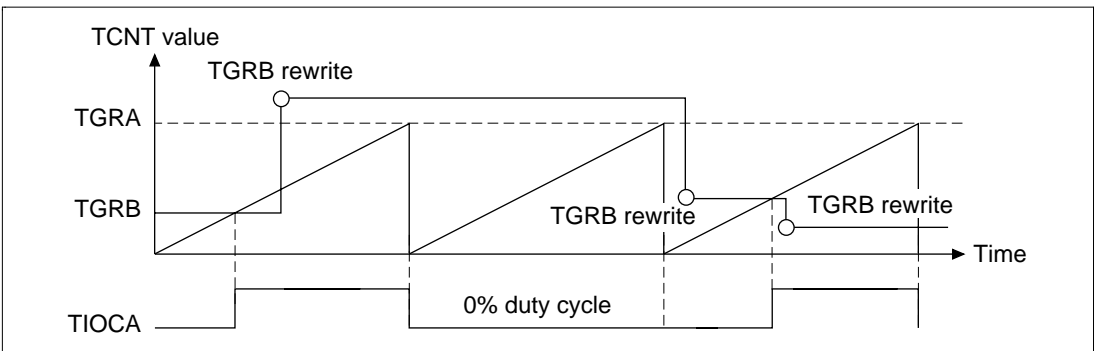 TCNT value
TGRB rewrite
TGRA
TGRB
TGRB rewrite
TGRB rewrite
Time
0% duty cycle
TIOCA